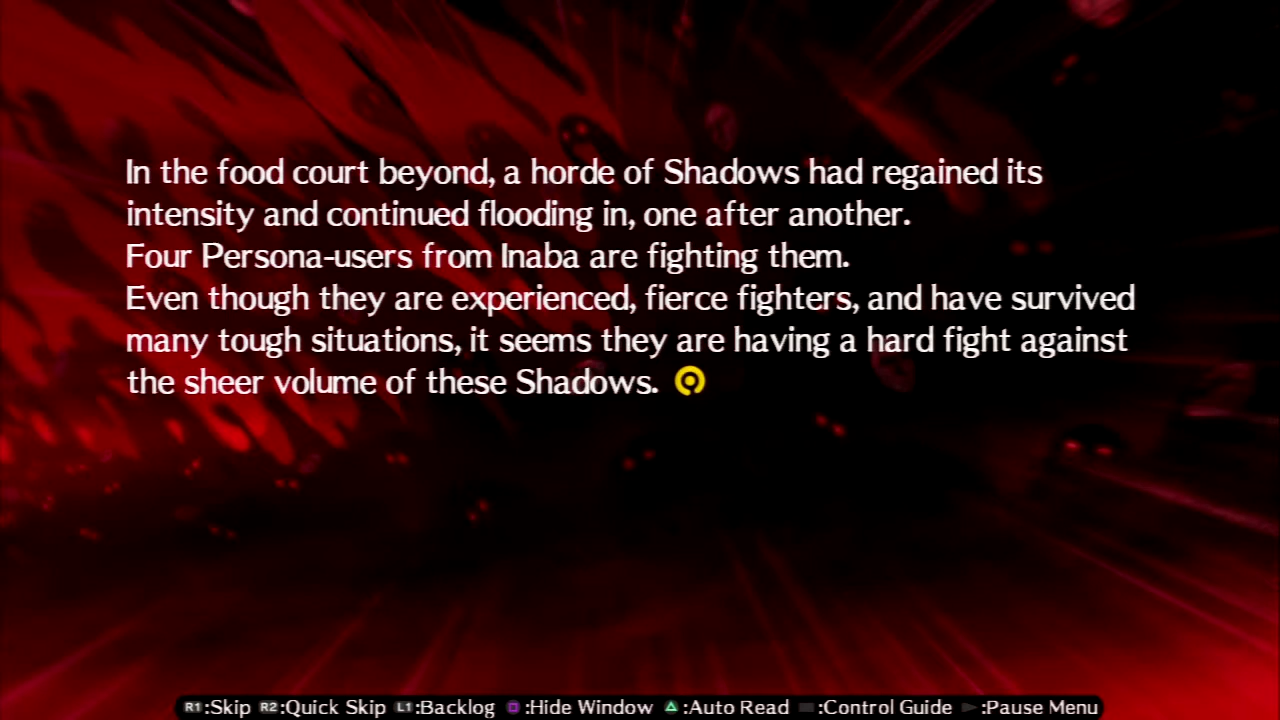 In the food court beyond, a horde of Shadows had regained its
intensity and continued flooding in, one after another.
Four Persona-users from Inaba are fighting them.
Even though they are experienced, fierce fighters, and have survived
many tough situations, it seems they are having a hard fight against
the sheer volume of these Shadows.
R1:Skip R2:Quick Skip L1:Backlog :Hide Window :Auto Read :Control Guide :Pause Menu